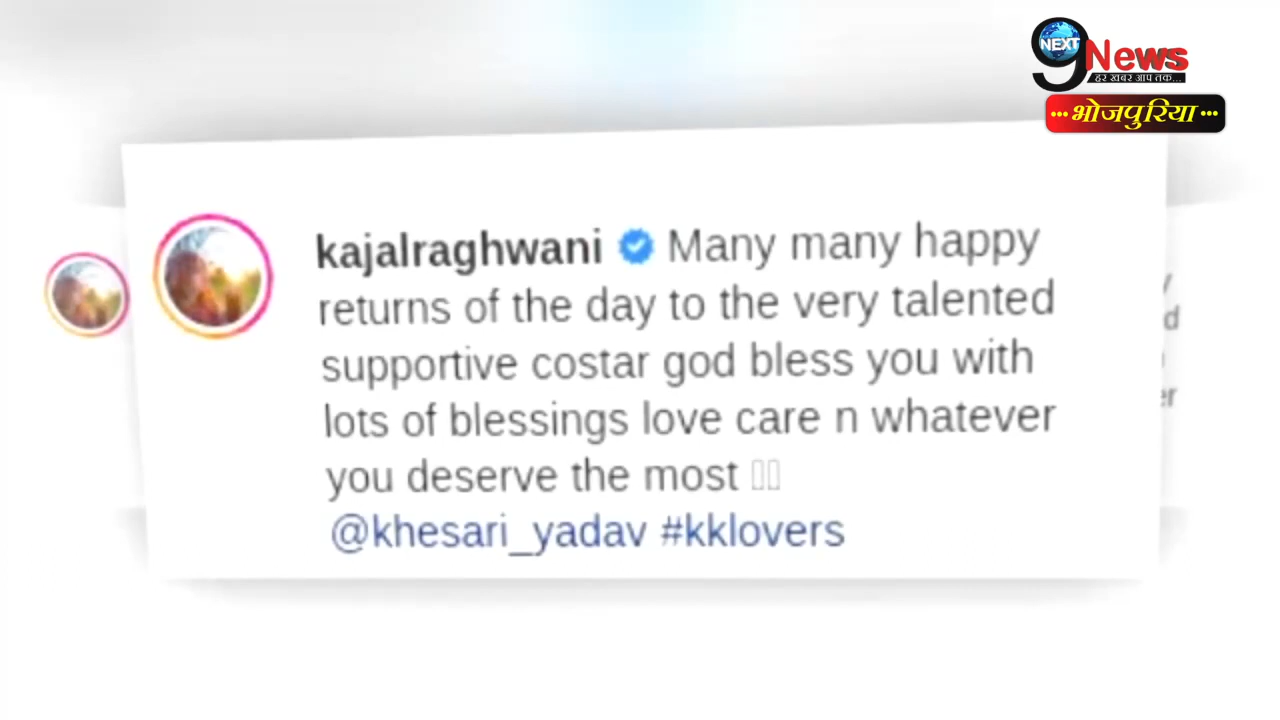 NEXT
9News
हर खबर आप तक...
...भोजपुरिया...
kajalraghwani Many many happy
returns of the day to the very talented
supportive costar god bless you with
lots of blessings love care n whatever
you deserve the most
@khesari_yadav #kklovers